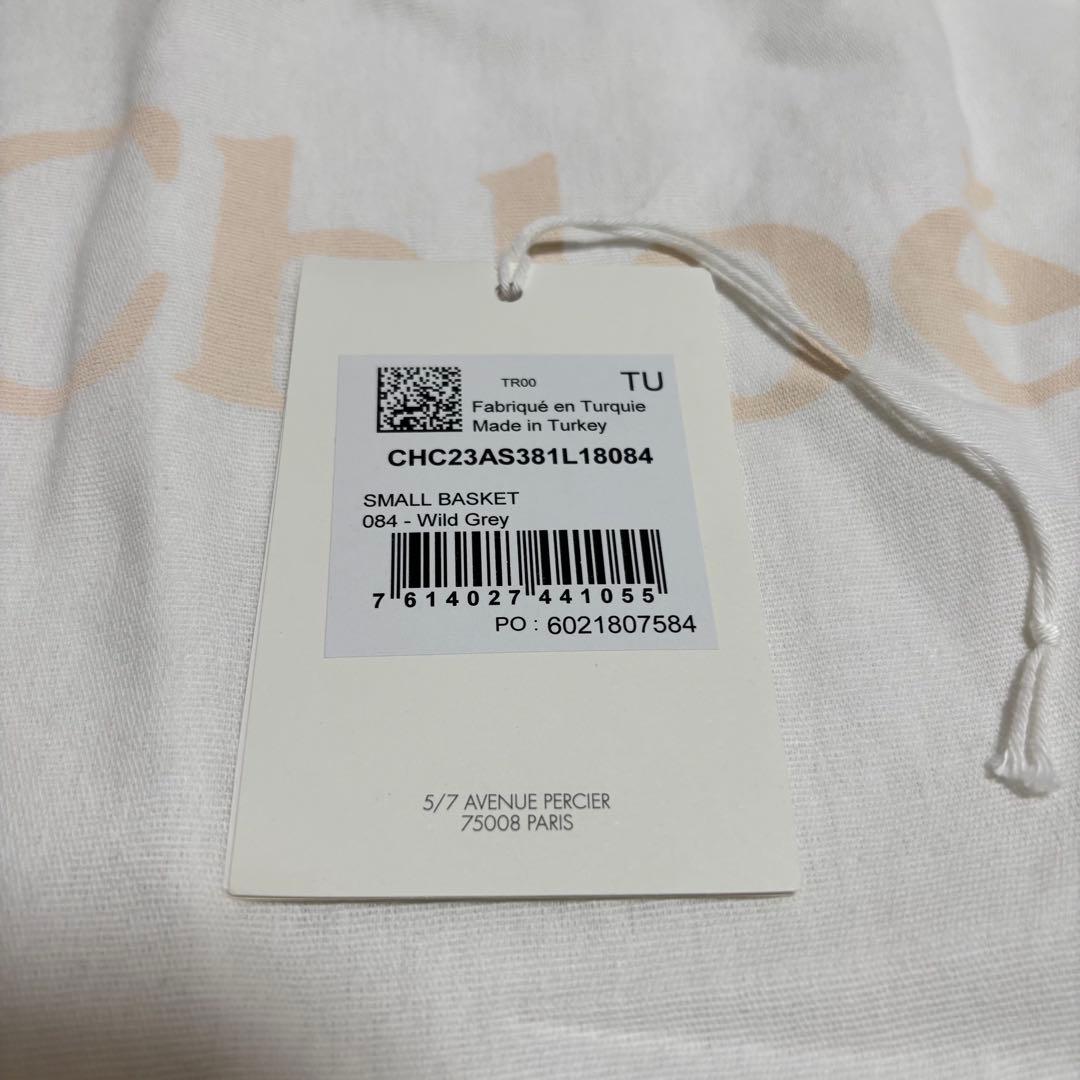 Chloé
TR00
TU
Fabriqué en Turquie
Made in Turkey
CHC23AS381L18084
SMALL BASKET
084 - Wild Grey
7 614027 441055
PO : 6021807584
5/7 AVENUE PERCIER
75008 PARIS